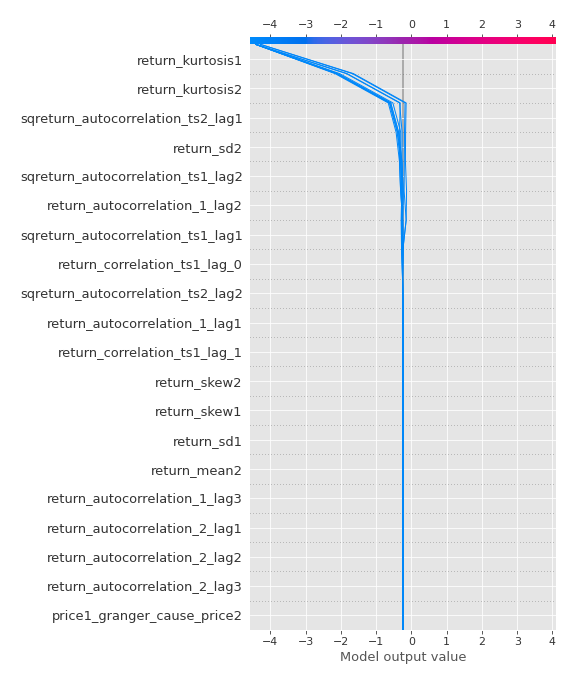 −4 −3 −2 −1 0 1 2 3 4
return_kurtosis1
return_kurtosis2
sqreturn_autocorrelation_ts2_lag1
return_sd2
sqreturn_autocorrelation_ts1_lag2
return_autocorrelation_1_lag2
sqreturn_autocorrelation_ts1_lag1
return_correlation_ts1_lag_0
sqreturn_autocorrelation_ts2_lag2
return_autocorrelation_1_lag1
return_correlation_ts1_lag_1
return_skew2
return_skew1
return_sd1
return_mean2
return_autocorrelation_1_lag3
return_autocorrelation_2_lag1
return_autocorrelation_2_lag2
return_autocorrelation_2_lag3
price1_granger_cause_price2
−4 −3 −2 −1 0 1 2 3 4
Model output value